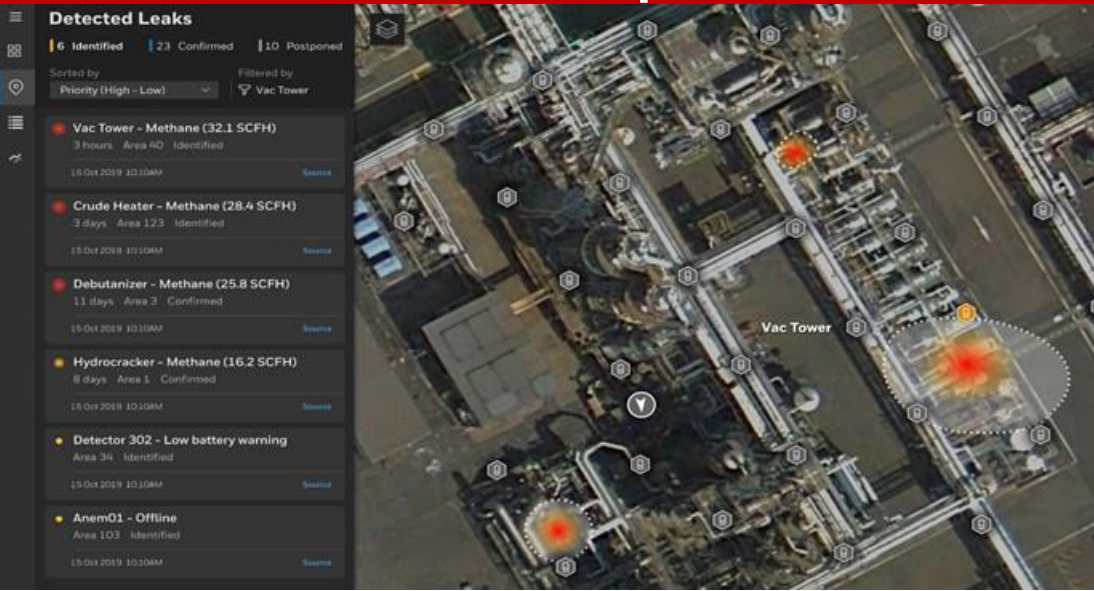 Detected Leaks
6 Identified 23 Confirmed 10 Postponed
Sorted by Filtered by
Priority (High - Low) Vac Tower
Vac Tower - Methane (32.1 SCFH)
3 hours Area 40 Identified
15 Oct 2019 10:10AM Source
Crude Heater - Methane (28.4 SCFH)
3 days Area 123 Identified
15 Oct 2019 10:10AM Source
Debutanizer - Methane (25.8 SCFH)
11 days Area 3 Confirmed
15 Oct 2019 10:10AM Source
Hydrocracker - Methane (16.2 SCFH)
8 days Area 1 Confirmed
15 Oct 2019 10:10AM Source
Detector 302 - Low battery warning
Area 34 Identified
15 Oct 2019 10:10AM Source
Anem01 - Offline
Area 103 Identified
15 Oct 2019 10:10AM Source
Vac Tower